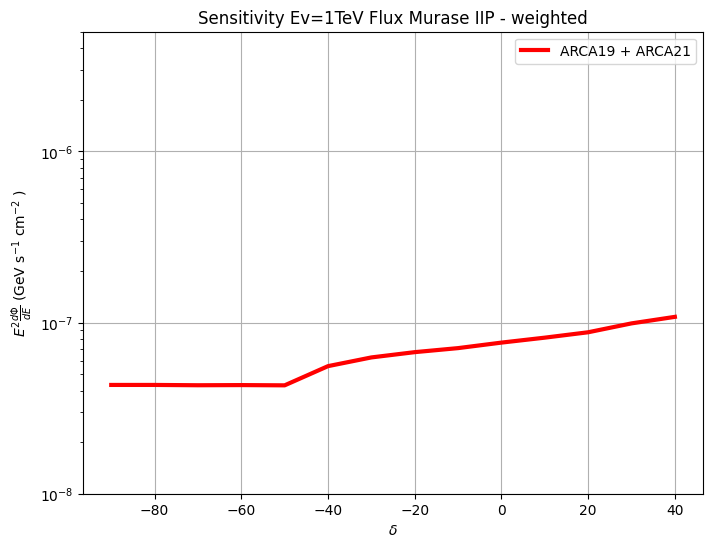 Sensitivity Ev=1TeV Flux Murase IIP - weighted
ARCA19 + ARCA21
E² dΦ/dE (GeV s⁻¹ cm⁻² )
10⁻⁶
10⁻⁷
10⁻⁸
−80 −60 −40 −20 0 20 40
δ